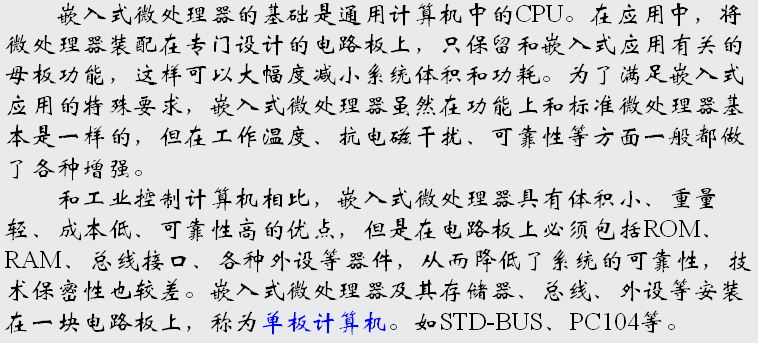 嵌入式微处理器的基础是通用计算机中的CPU。在应用中，将
微处理器装配在专门设计的电路板上，只保留和嵌入式应用有关的
母板功能，这样可以大幅度减小系统体积和功耗。为了满足嵌入式
应用的特殊要求，嵌入式微处理器虽然在功能上和标准微处理器基
本是一样的，但在工作温度、抗电磁干扰、可靠性等方面一般都做
了各种增强。
和工业控制计算机相比，嵌入式微处理器具有体积小、重量
轻、成本低、可靠性高的优点，但是在电路板上必须包括ROM、
RAM、总线接口、各种外设等器件，从而降低了系统的可靠性，技
术保密性也较差。嵌入式微处理器及其存储器、总线、外设等安装
在一块电路板上，称为单板计算机。如STD-BUS、PC104等。